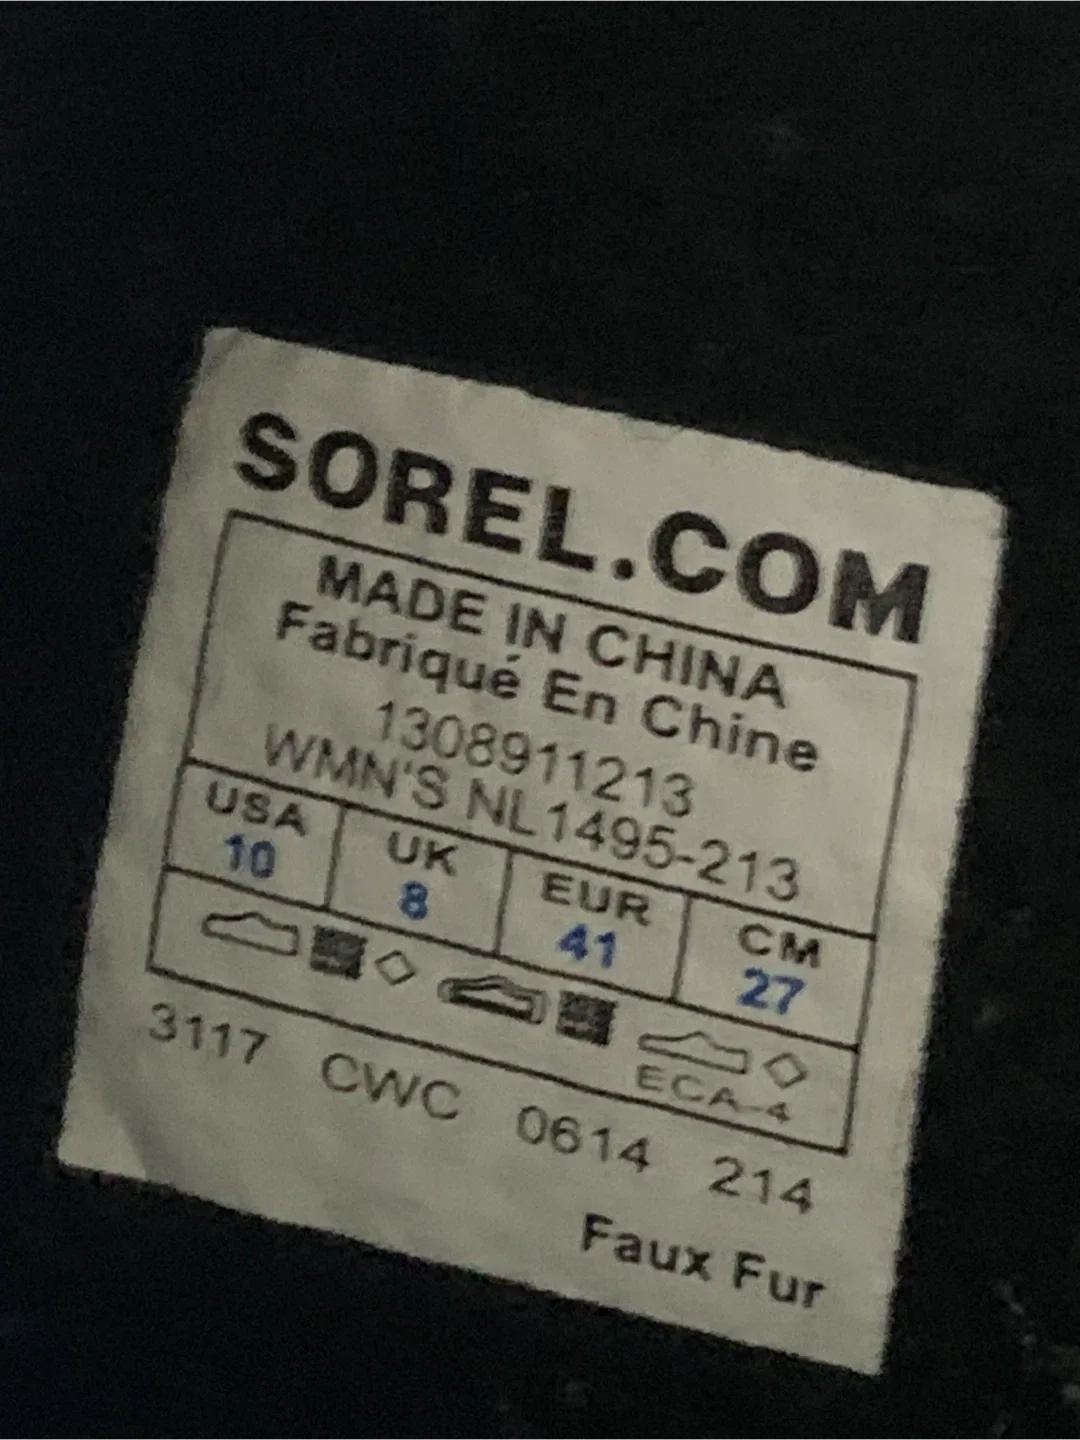 SOREL.COM
MADE IN CHINA
Fabriqué En Chine
1308911213
WMN'S NL1495-213
USA UK EUR CM
10 8 41 27
ECA-4
3117 CWC 0614 214
Faux Fur